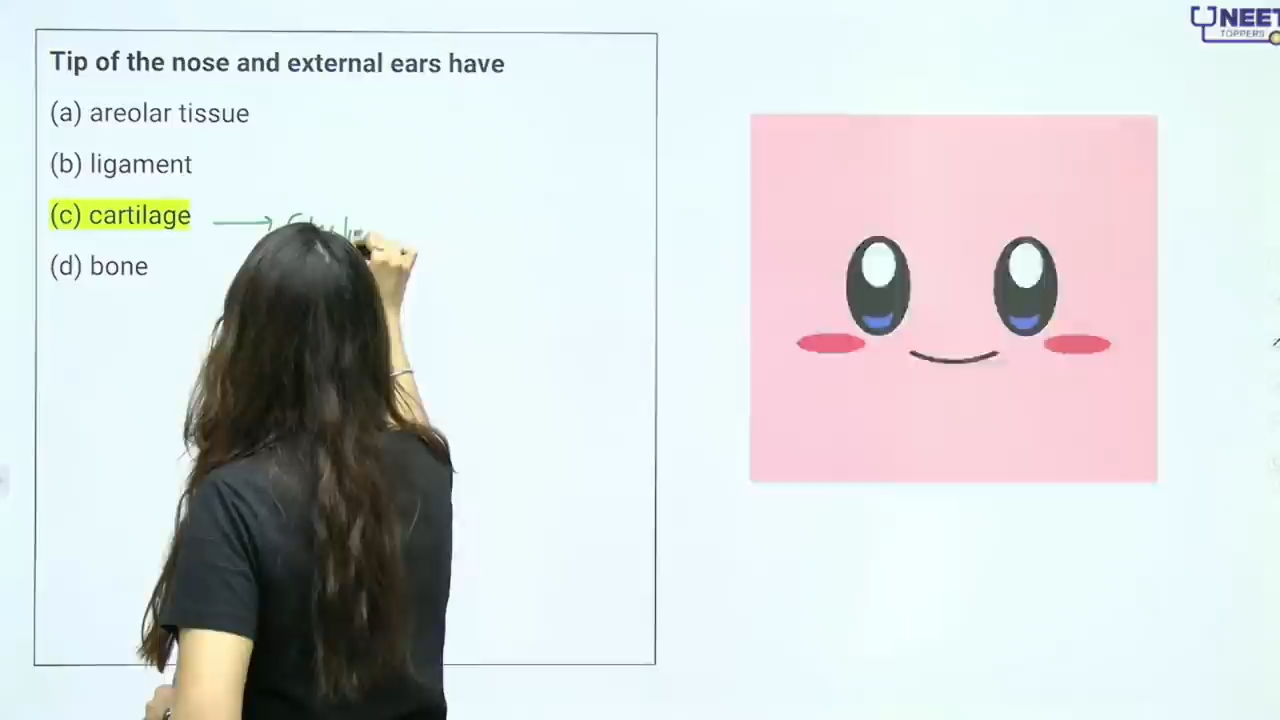 Tip of the nose and external ears have
(a) areolar tissue
(b) ligament
(c) cartilage
(d) bone
NEET
TOPPERS